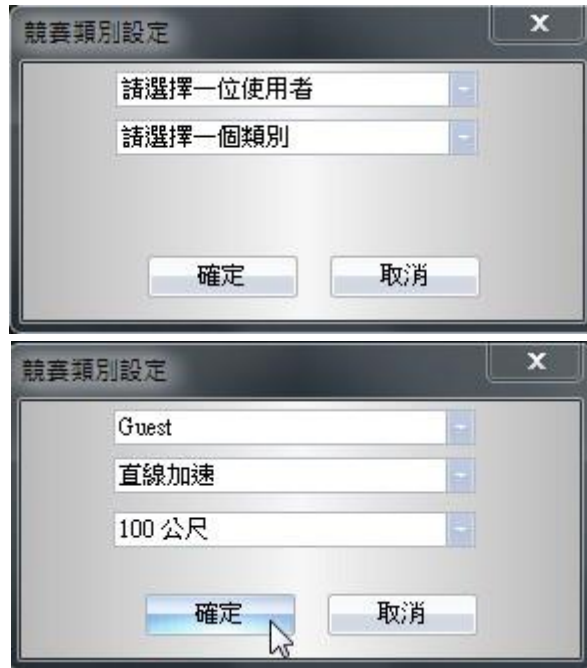 競賽類別設定
請選擇一位使用者
請選擇一個類別
確定 取消
競賽類別設定
Guest
直線加速
100 公尺
確定 取消